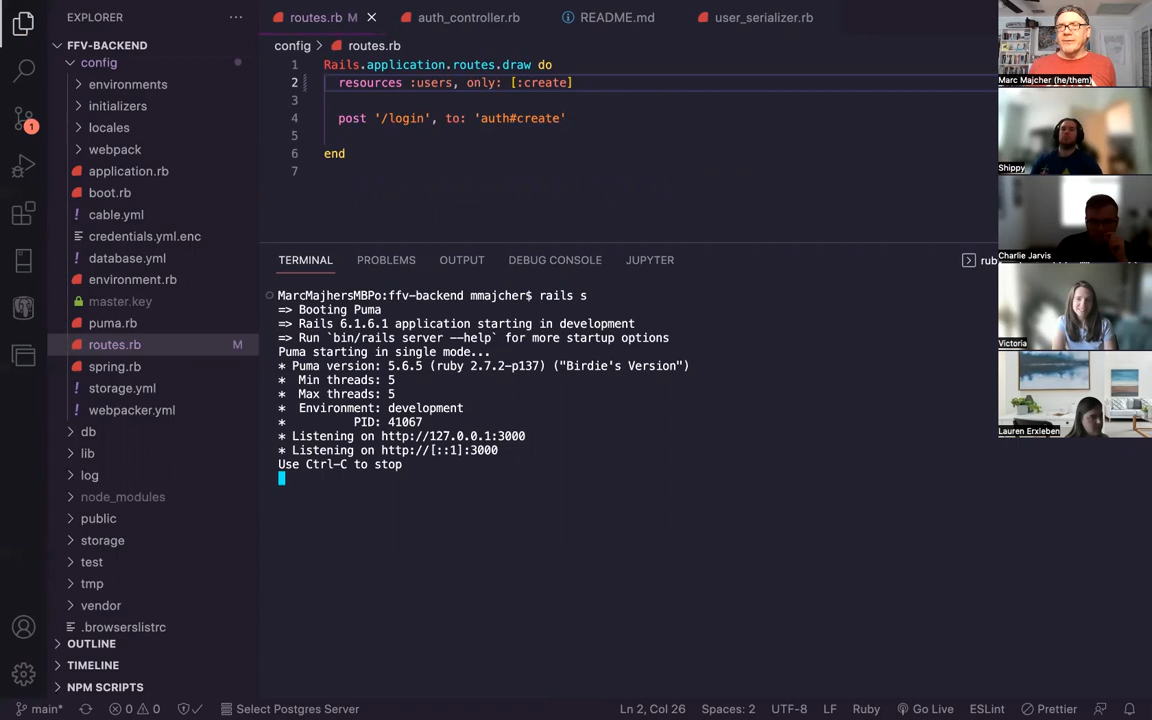 EXPLORER
FFV-BACKEND
config
environments
initializers
locales
webpack
application.rb
boot.rb
! cable.yml
credentials.yml.enc
! database.yml
environment.rb
master.key
puma.rb
routes.rb M
spring.rb
! storage.yml
! webpacker.yml
db
lib
log
node_modules
public
storage
test
tmp
vendor
.browserslistrc
OUTLINE
TIMELINE
NPM SCRIPTS
1
routes.rb M
auth_controller.rb
README.md
user_serializer.rb
config > routes.rb
1 Rails.application.routes.draw do
2 resources :users, only: [:create]
3
4 post '/login', to: 'auth#create'
5
6 end
7
TERMINAL PROBLEMS OUTPUT DEBUG CONSOLE JUPYTER
MarcMajhersMBPo:ffv-backend mmajcher$ rails s
=> Booting Puma
=> Rails 6.1.6.1 application starting in development
=> Run `bin/rails server --help` for more startup options
Puma starting in single mode...
* Puma version: 5.6.5 (ruby 2.7.2-p137) ("Birdie's Version")
* Min threads: 5
* Max threads: 5
* Environment: development
* PID: 41067
* Listening on http://127.0.0.1:3000
* Listening on http://[::1]:3000
Use Ctrl-C to stop
Marc Majcher (he/them)
Shippy
Charlie Jarvis
Victoria
Lauren Erxleben
main* 0 0 Select Postgres Server Ln 2, Col 26 Spaces: 2 UTF-8 LF Ruby Go Live ESLint Prettier